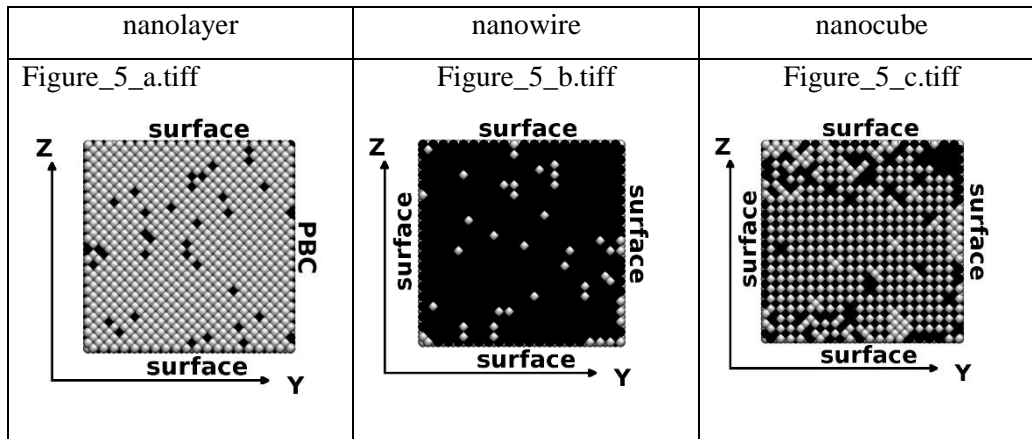 nanolayer
nanowire
nanocube
Figure_5_a.tiff
Figure_5_b.tiff
Figure_5_c.tiff
surface
Z
PBC
surface
Y
surface
Z
surface
surface
surface
Y
surface
Z
surface
surface
surface
Y